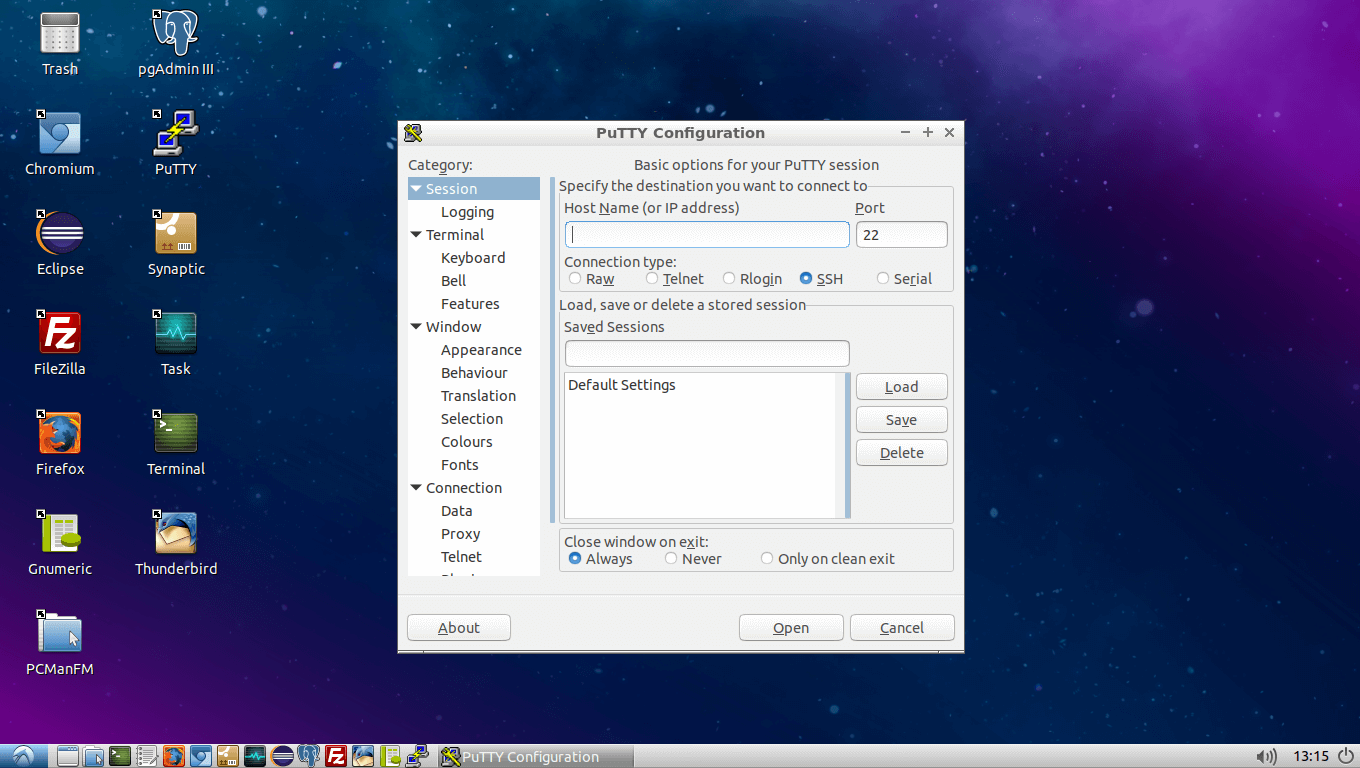 Trash
pgAdmin III
Chromium
PuTTY
Eclipse
Synaptic
FileZilla
Task
Firefox
Terminal
Gnumeric
Thunderbird
PCManFM
PuTTY Configuration
Category:
Session
Logging
Terminal
Keyboard
Bell
Features
Window
Appearance
Behaviour
Translation
Selection
Colours
Fonts
Connection
Data
Proxy
Telnet
Basic options for your PuTTY session
Specify the destination you want to connect to
Host Name (or IP address) Port
22
Connection type:
Raw Telnet Rlogin SSH Serial
Load, save or delete a stored session
Saved Sessions
Default Settings
Load
Save
Delete
Close window on exit:
Always Never Only on clean exit
About Open Cancel
PuTTY Configuration 13:15